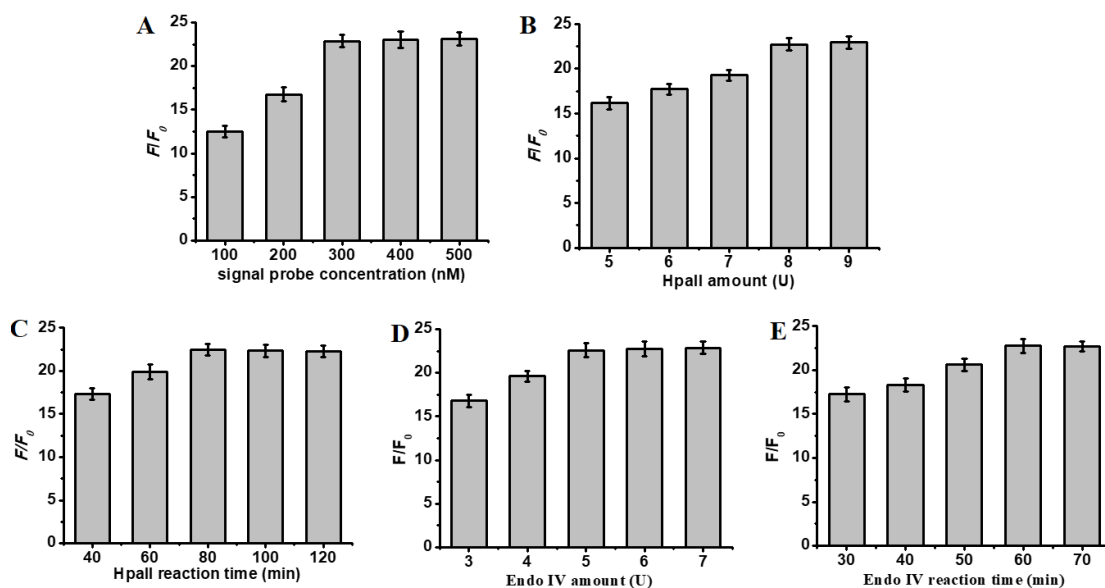 A
25
20
15
10
5
0
F/F0
100 200 300 400 500
signal probe concentration (nM)
B
25
20
15
10
5
0
F/F0
5 6 7 8 9
HpaII amount (U)
C
25
20
15
10
5
0
F/F0
40 60 80 100 120
HpaII reaction time (min)
D
25
20
15
10
5
0
F/F0
3 4 5 6 7
Endo IV amount (U)
E
25
20
15
10
5
0
F/F0
30 40 50 60 70
Endo IV reaction time (min)